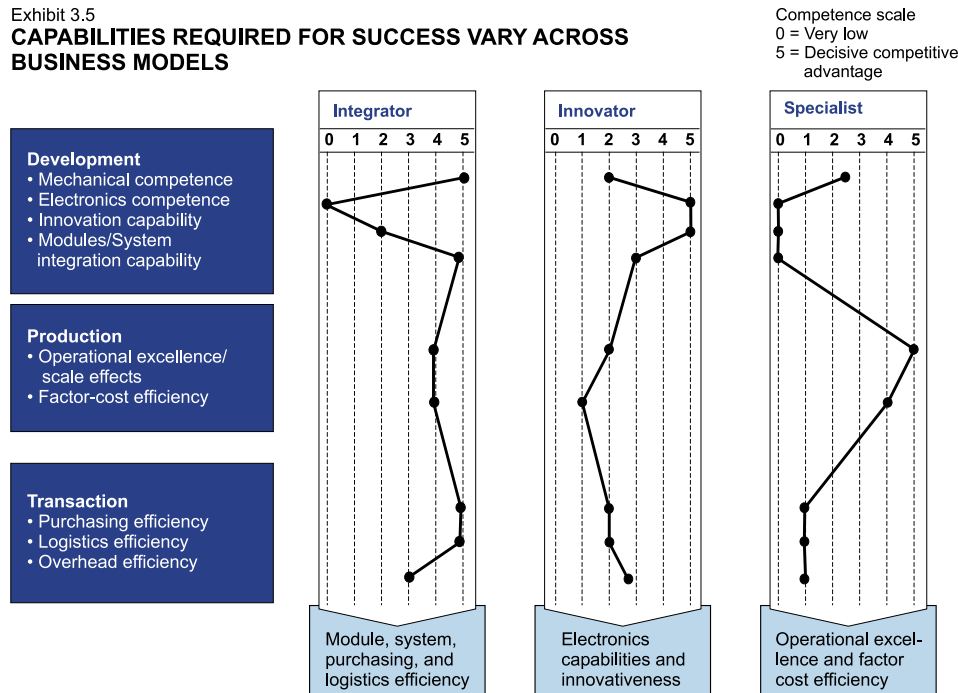 Exhibit 3.5
CAPABILITIES REQUIRED FOR SUCCESS VARY ACROSS
BUSINESS MODELS
Competence scale
0 = Very low
5 = Decisive competitive
advantage
Integrator
0 1 2 3 4 5
Innovator
0 1 2 3 4 5
Specialist
0 1 2 3 4 5
Development
• Mechanical competence
• Electronics competence
• Innovation capability
• Modules/System
integration capability
Production
• Operational excellence/
scale effects
• Factor-cost efficiency
Transaction
• Purchasing efficiency
• Logistics efficiency
• Overhead efficiency
Module, system,
purchasing, and
logistics efficiency
Electronics
capabilities and
innovativeness
Operational excel-
lence and factor
cost efficiency